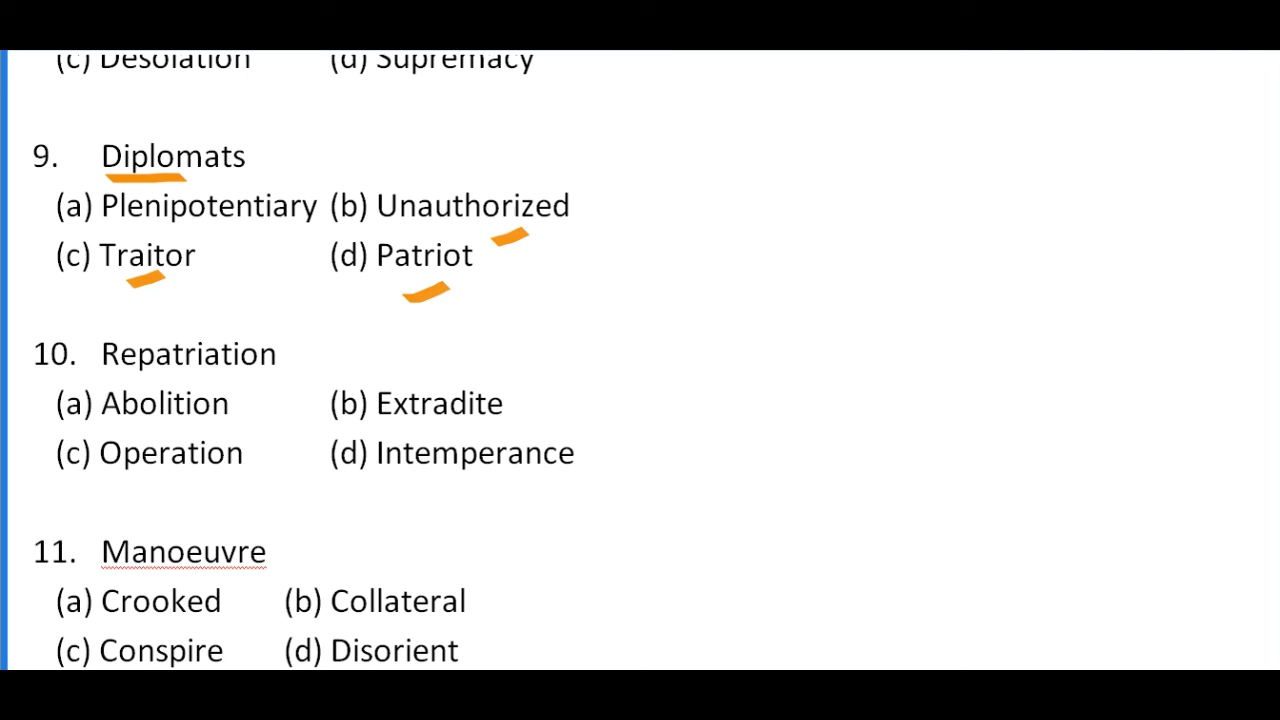 (c) Desolation (d) Supremacy
9. Diplomats
(a) Plenipotentiary (b) Unauthorized
(c) Traitor (d) Patriot
10. Repatriation
(a) Abolition (b) Extradite
(c) Operation (d) Intemperance
11. Manoeuvre
(a) Crooked (b) Collateral
(c) Conspire (d) Disorient